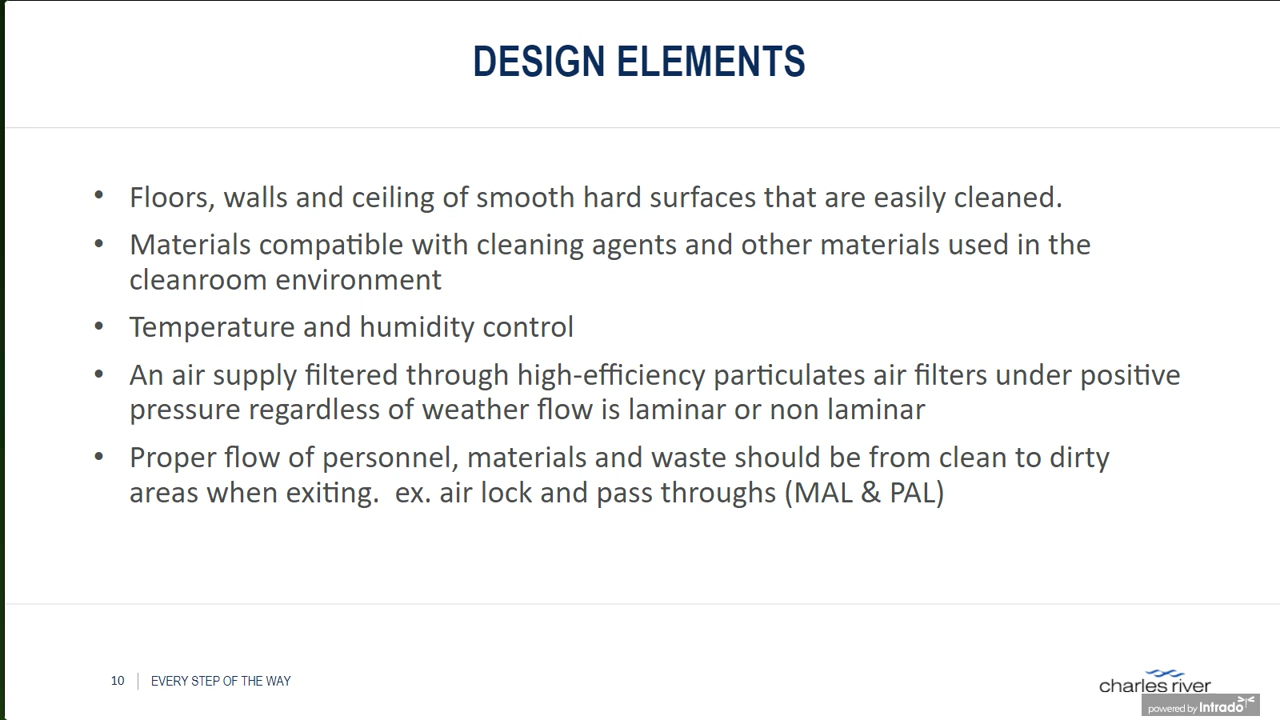 DESIGN ELEMENTS
• Floors, walls and ceiling of smooth hard surfaces that are easily cleaned.
• Materials compatible with cleaning agents and other materials used in the
cleanroom environment
• Temperature and humidity control
• An air supply filtered through high-efficiency particulates air filters under positive
pressure regardless of weather flow is laminar or non laminar
• Proper flow of personnel, materials and waste should be from clean to dirty
areas when exiting.  ex. air lock and pass throughs (MAL & PAL)
10 | EVERY STEP OF THE WAY
charles river
powered by Intrado